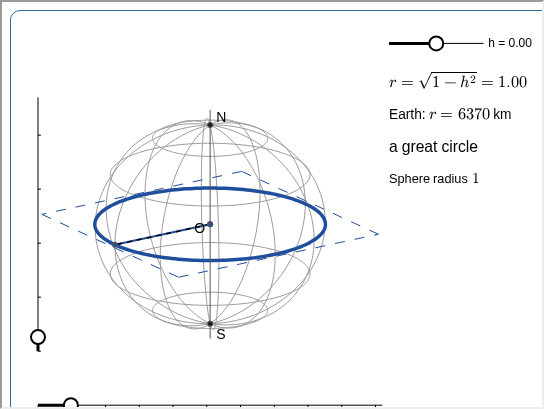 h = 0.00
r = √1 − h² = 1.00
Earth: r = 6370 km
a great circle
Sphere radius 1
N
O
S